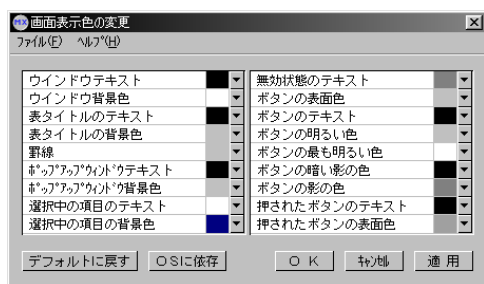 MX 画面表示色の変更
ファイル(F) ヘルプ(H)
ウインドウテキスト
ウインドウ背景色
表タイトルのテキスト
表タイトルの背景色
罫線
ポップアップウィンドウテキスト
ポップアップウィンドウ背景色
選択中の項目のテキスト
選択中の項目の背景色
無効状態のテキスト
ボタンの表面色
ボタンのテキスト
ボタンの明るい色
ボタンの最も明るい色
ボタンの暗い影の色
ボタンの影の色
押されたボタンのテキスト
押されたボタンの表面色
デフォルトに戻す OSに依存 OK キャンセル 適用